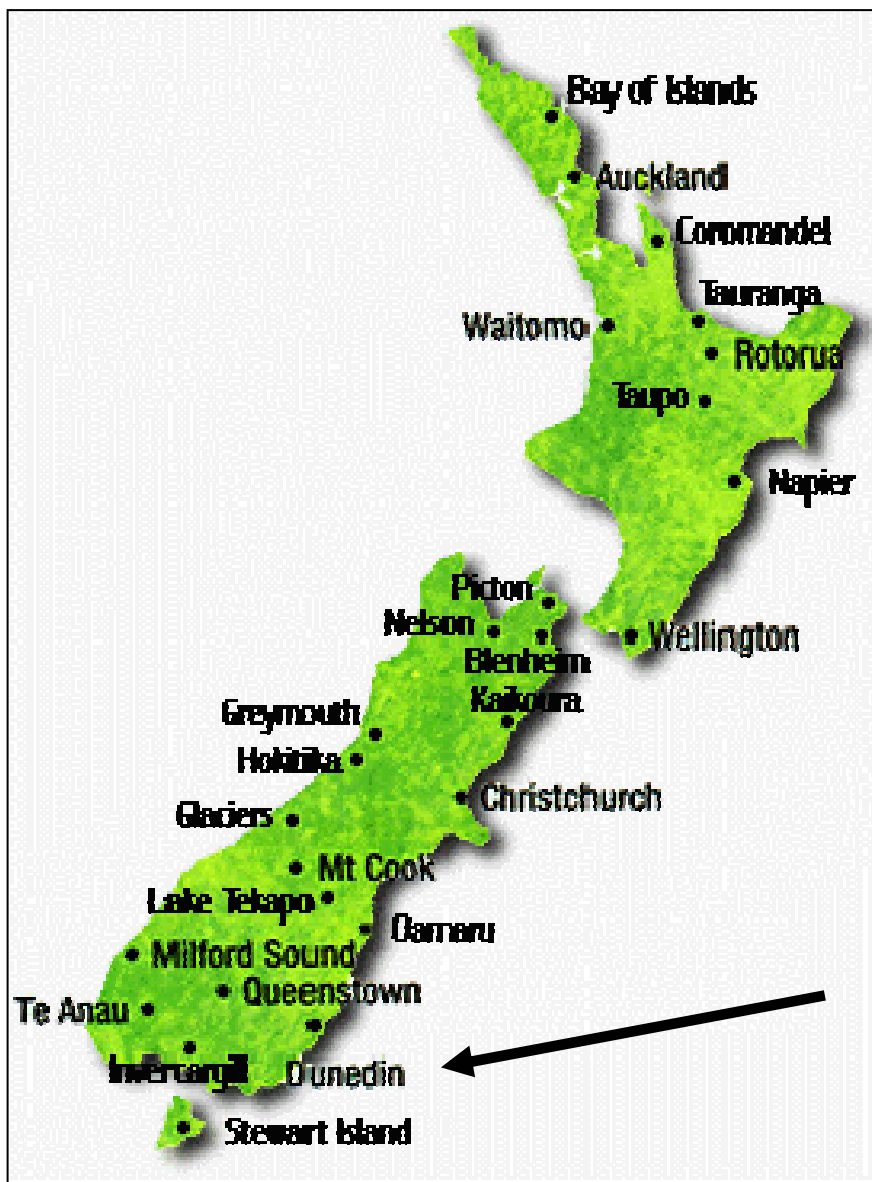 Bay of Islands
Auckland
Coromandel
Tauranga
Waitomo
Rotorua
Taupo
Napier
Picton
Nelson
Wellington
Blenheim
Kaikoura
Greymouth
Hokitika
Christchurch
Glaciers
Mt Cook
Lake Tekapo
Oamaru
Milford Sound
Queenstown
Te Anau
Invercargill
Dunedin
Stewart Island